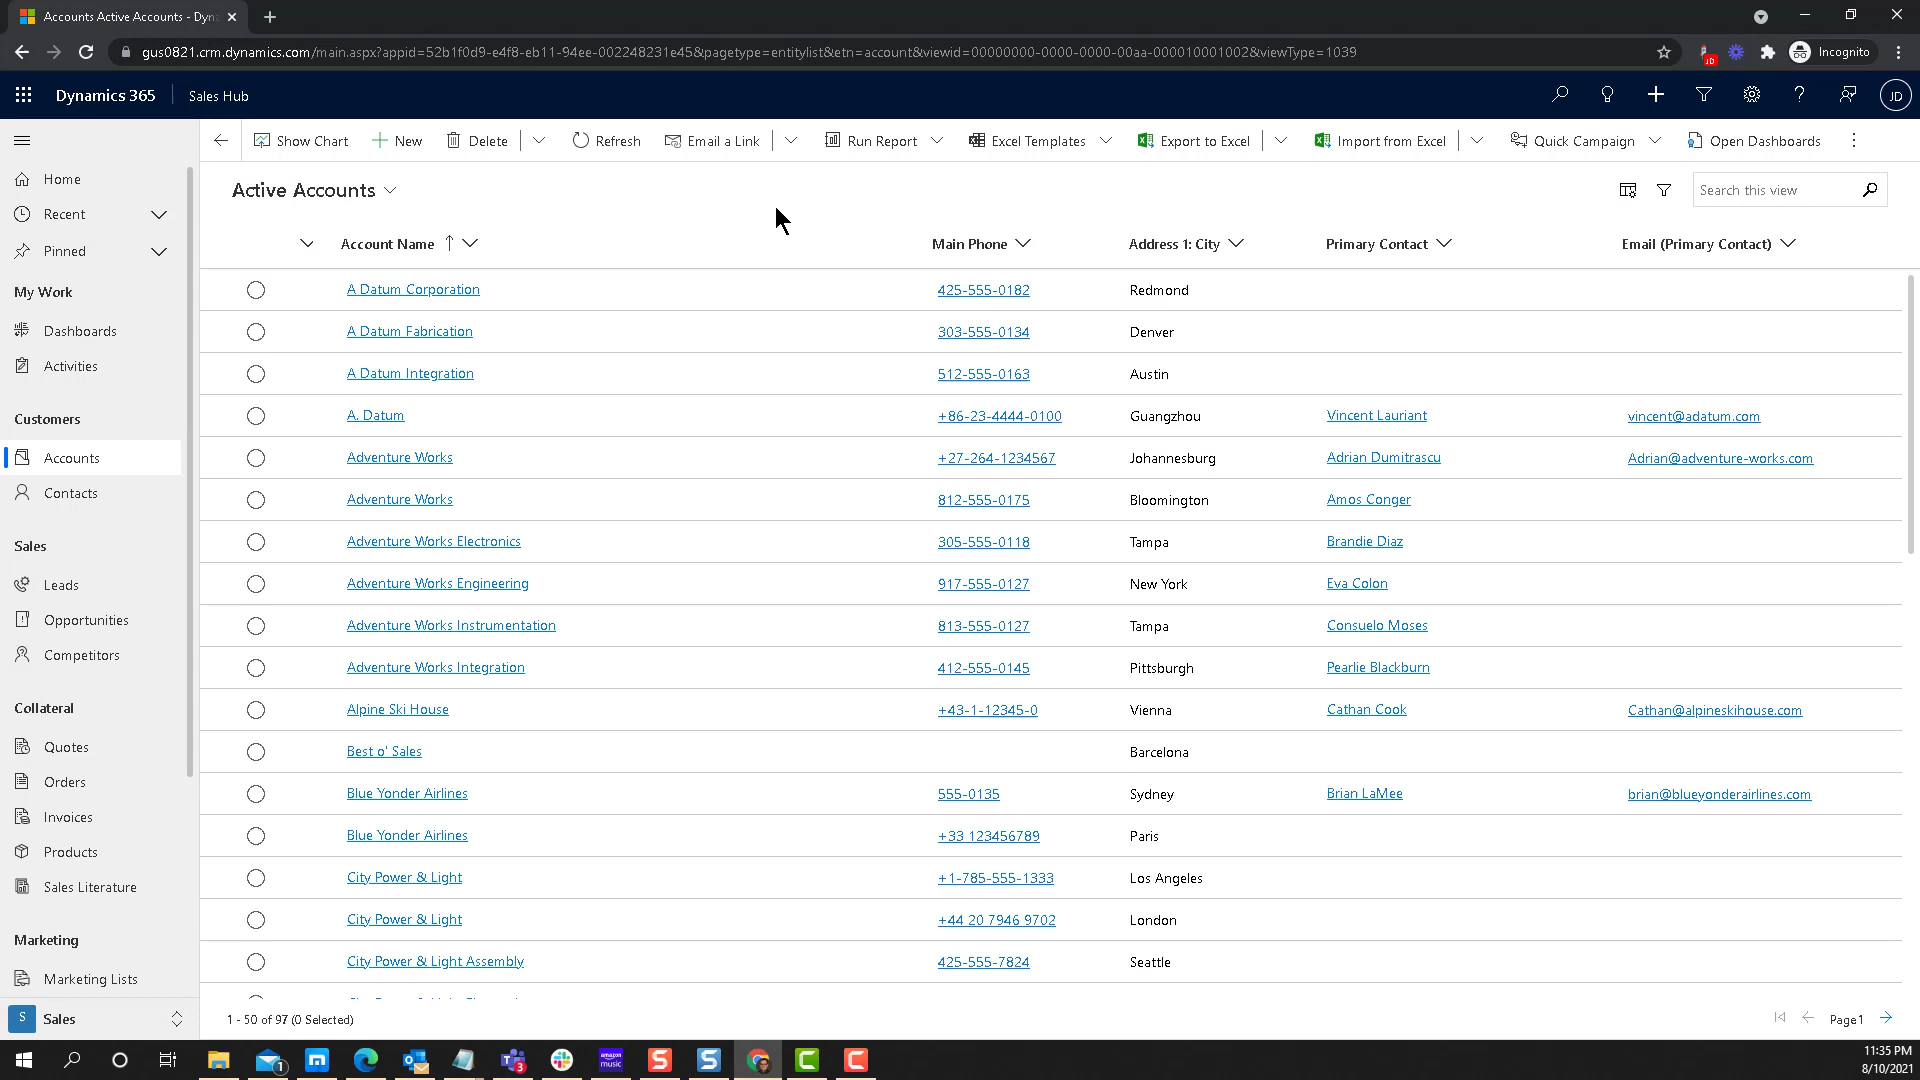 Accounts Active Accounts - Dyna
gus0821.crm.dynamics.com/main.aspx?appid=52b1f0d9-e4f8-eb11-94ee-002248231e45&pagetype=entitylist&etn=account&viewid=00000000-0000-0000-00aa-000010001002&viewType=1039
JD
Incognito
Dynamics 365
Sales Hub
JD
Show Chart
New
Delete
Refresh
Email a Link
Run Report
Excel Templates
Export to Excel
Import from Excel
Quick Campaign
Open Dashboards
Home
Recent
Pinned
My Work
Dashboards
Activities
Customers
Accounts
Contacts
Sales
Leads
Opportunities
Competitors
Collateral
Quotes
Orders
Invoices
Products
Sales Literature
Marketing
Marketing Lists
S Sales
Active Accounts
Search this view
Account Name Main Phone Address 1: City Primary Contact Email (Primary Contact)
A Datum Corporation 425-555-0182 Redmond
A Datum Fabrication 303-555-0134 Denver
A Datum Integration 512-555-0163 Austin
A. Datum +86-23-4444-0100 Guangzhou Vincent Lauriant vincent@adatum.com
Adventure Works +27-264-1234567 Johannesburg Adrian Dumitrascu Adrian@adventure-works.com
Adventure Works 812-555-0175 Bloomington Amos Conger
Adventure Works Electronics 305-555-0118 Tampa Brandie Diaz
Adventure Works Engineering 917-555-0127 New York Eva Colon
Adventure Works Instrumentation 813-555-0127 Tampa Consuelo Moses
Adventure Works Integration 412-555-0145 Pittsburgh Pearlie Blackburn
Alpine Ski House +43-1-12345-0 Vienna Cathan Cook Cathan@alpineskihouse.com
Best o' Sales Barcelona
Blue Yonder Airlines 555-0135 Sydney Brian LaMee brian@blueyonderairlines.com
Blue Yonder Airlines +33 123456789 Paris
City Power & Light +1-785-555-1333 Los Angeles
City Power & Light +44 20 7946 9702 London
City Power & Light Assembly 425-555-7824 Seattle
1 - 50 of 97 (0 Selected)
Page1
1
3
amazon music
11:35 PM
8/10/2021